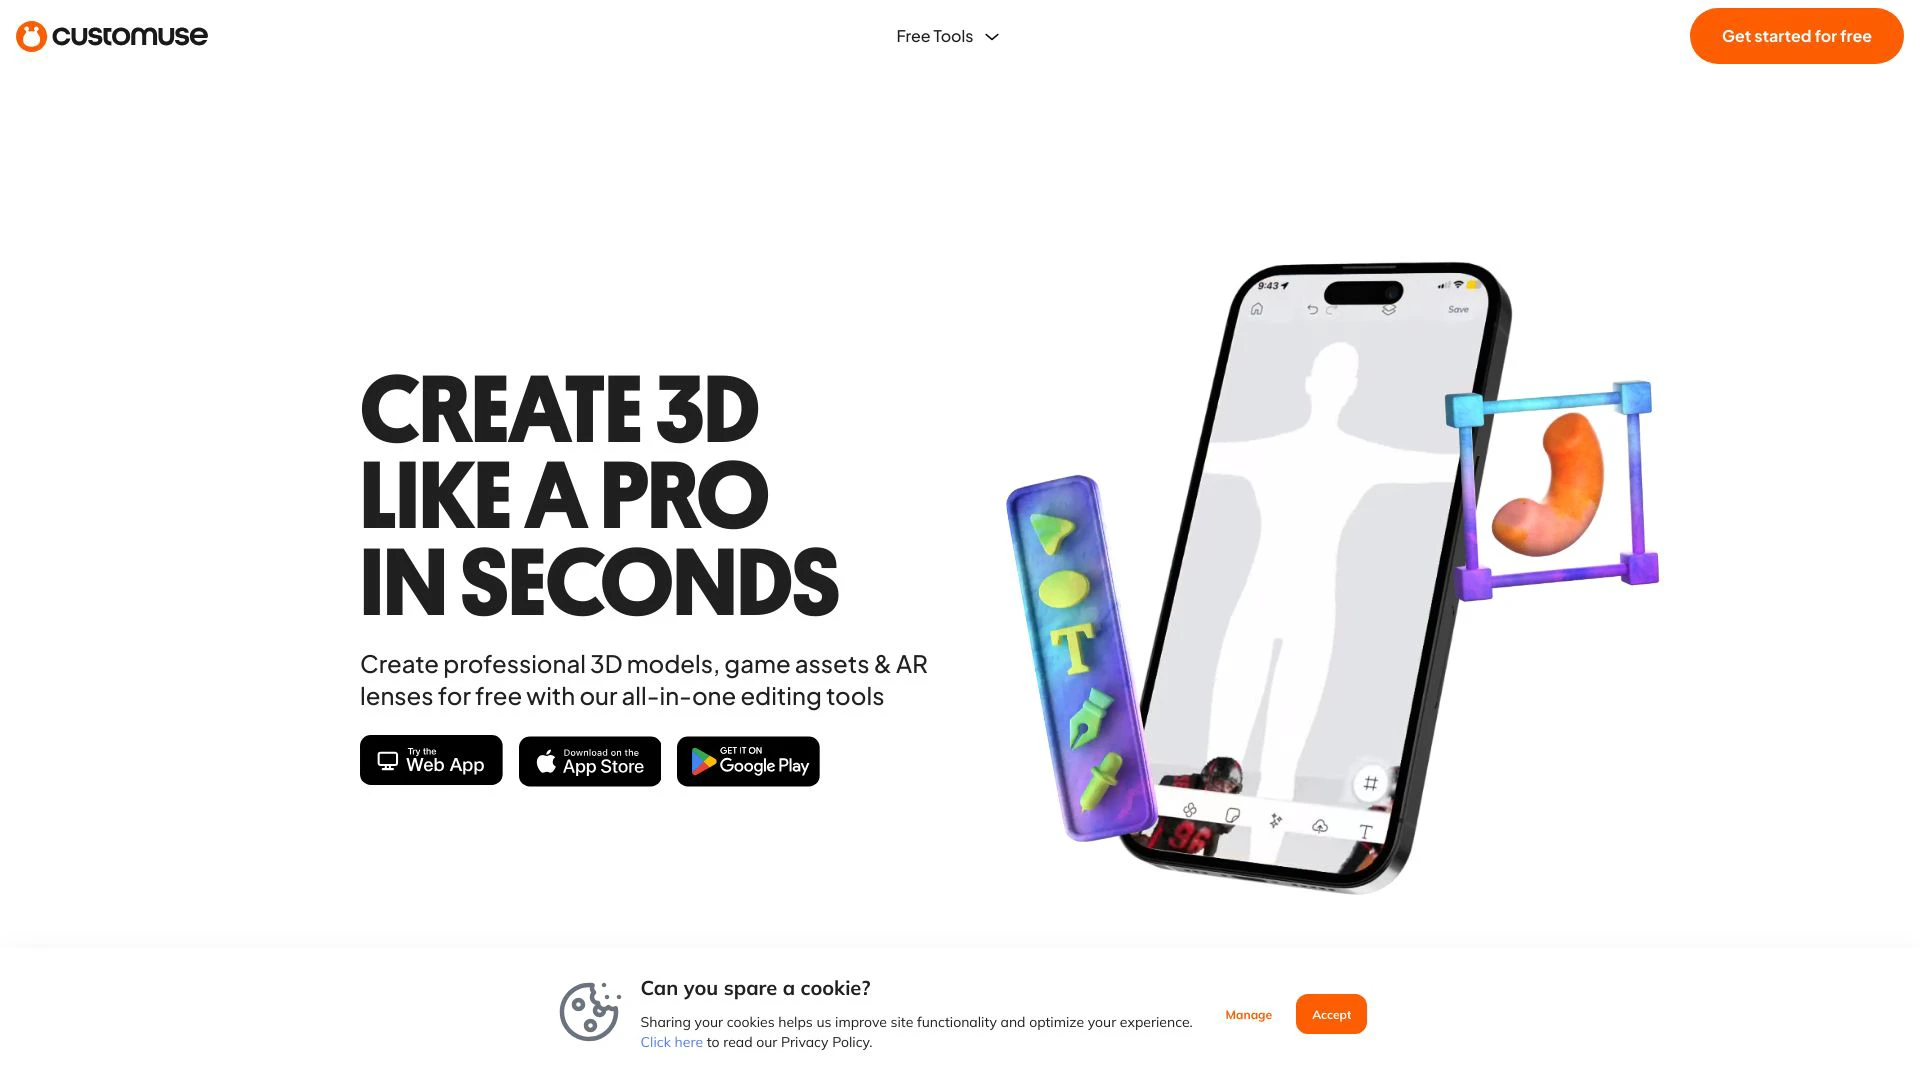 customuse
Free Tools
Get started for free
CREATE 3D
LIKE A PRO
IN SECONDS
Create professional 3D models, game assets & AR
lenses for free with our all-in-one editing tools
Try the
Web App
Download on the
App Store
GET IT ON
Google Play
9:43
Save
T
96
T
Can you spare a cookie?
Sharing your cookies helps us improve site functionality and optimize your experience.
Click here to read our Privacy Policy.
Manage
Accept